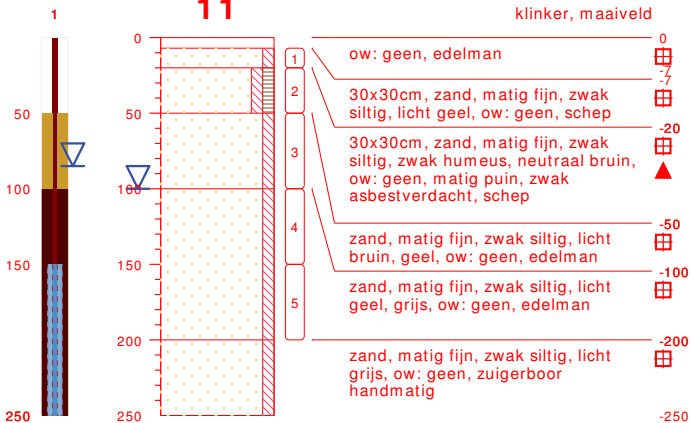 11
1
klinker, maaiveld
0
50
100
150
200
250
50
100
150
250
1
2
3
4
5
0
ow: geen, edelman
-7
-7
30x30cm, zand, matig fijn, zwak
siltig, licht geel, ow: geen, schep
-20
30x30cm, zand, matig fijn, zwak
siltig, zwak humeus, neutraal bruin,
ow: geen, matig puin, zwak
asbestverdacht, schep
-50
zand, matig fijn, zwak siltig, licht
bruin, geel, ow: geen, edelman
-100
zand, matig fijn, zwak siltig, licht
geel, grijs, ow: geen, edelman
-200
zand, matig fijn, zwak siltig, licht
grijs, ow: geen, zuigerboor
handmatig
-250